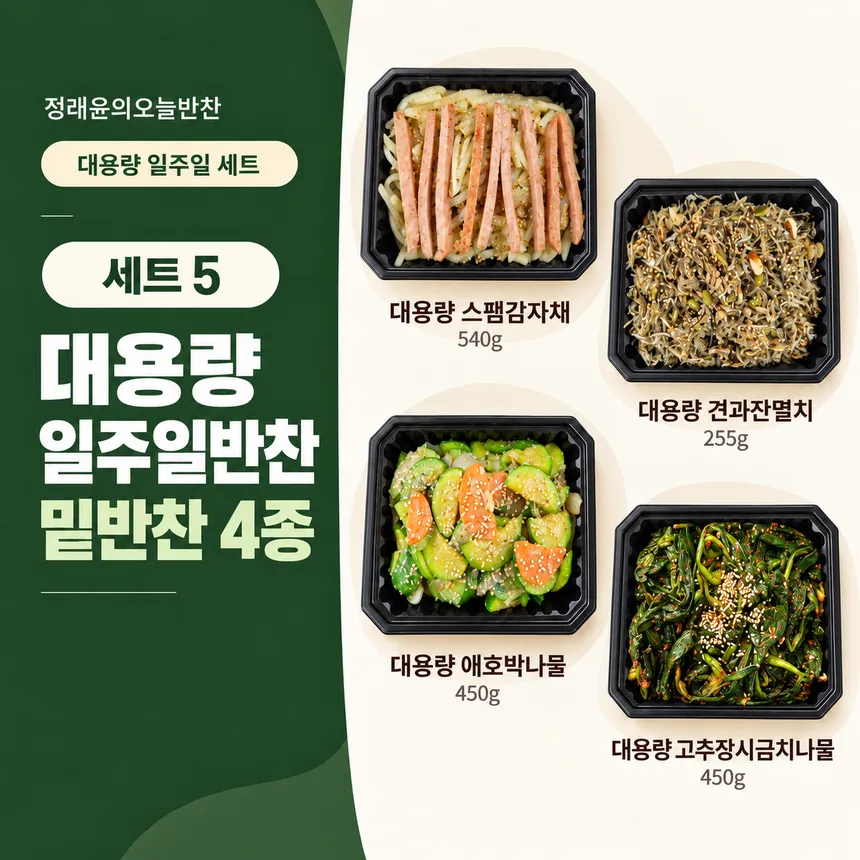 정래윤의오늘반찬
대용량 일주일 세트
세트 5
대용량
일주일반찬
밑반찬 4종
대용량 스팸감자채
540g
대용량 견과잔멸치
255g
대용량 애호박나물
450g
대용량 고추장시금치나물
450g